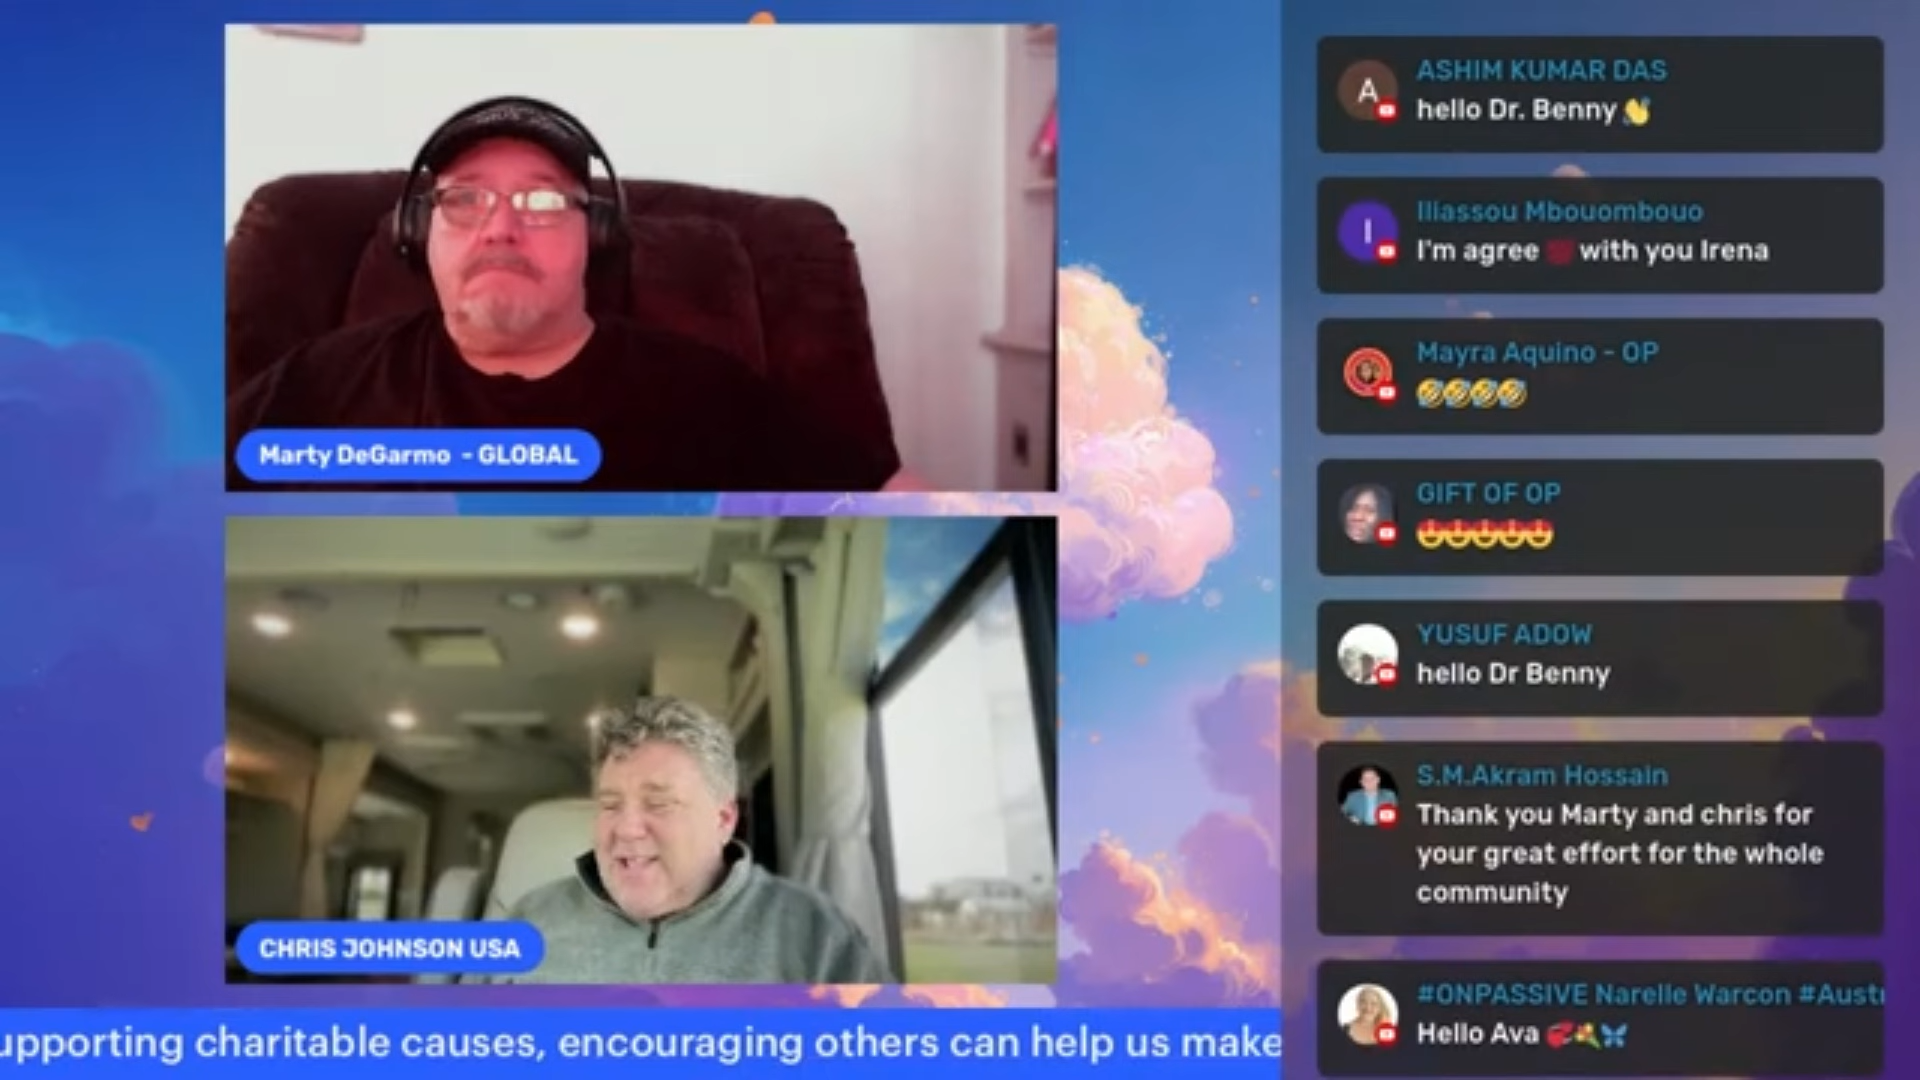 Marty DeGarmo - GLOBAL
CHRIS JOHNSON USA
upporting charitable causes, encouraging others can help us make
A
ASHIM KUMAR DAS
hello Dr. Benny 👋
I
Iliassou Mbouombouo
I'm agree 💯 with you Irena
Mayra Aquino - OP
🤣🤣🤣🤣
GIFT OF OP
😍😍😍😍😍
YUSUF ADOW
hello Dr Benny
S.M.Akram Hossain
Thank you Marty and chris for
your great effort for the whole
community
#ONPASSIVE Narelle Warcon #Austr
Hello Ava 💞💐🦋